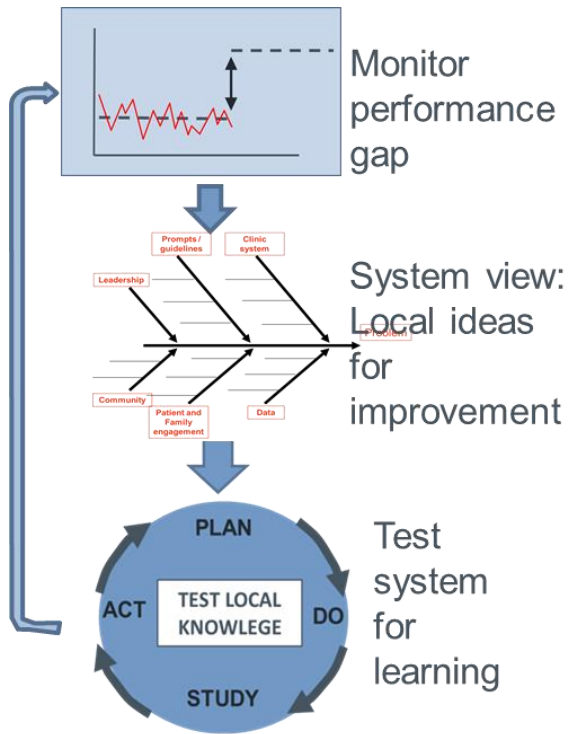 Monitor
performance
gap
Prompts /
guidelines
Clinic
system
Leadership
System view:
Local ideas
for
improvement
Problem
Community
Patient and
Family
engagement
Data
PLAN
ACT
TEST LOCAL
KNOWLEGE
DO
STUDY
Test
system
for
learning